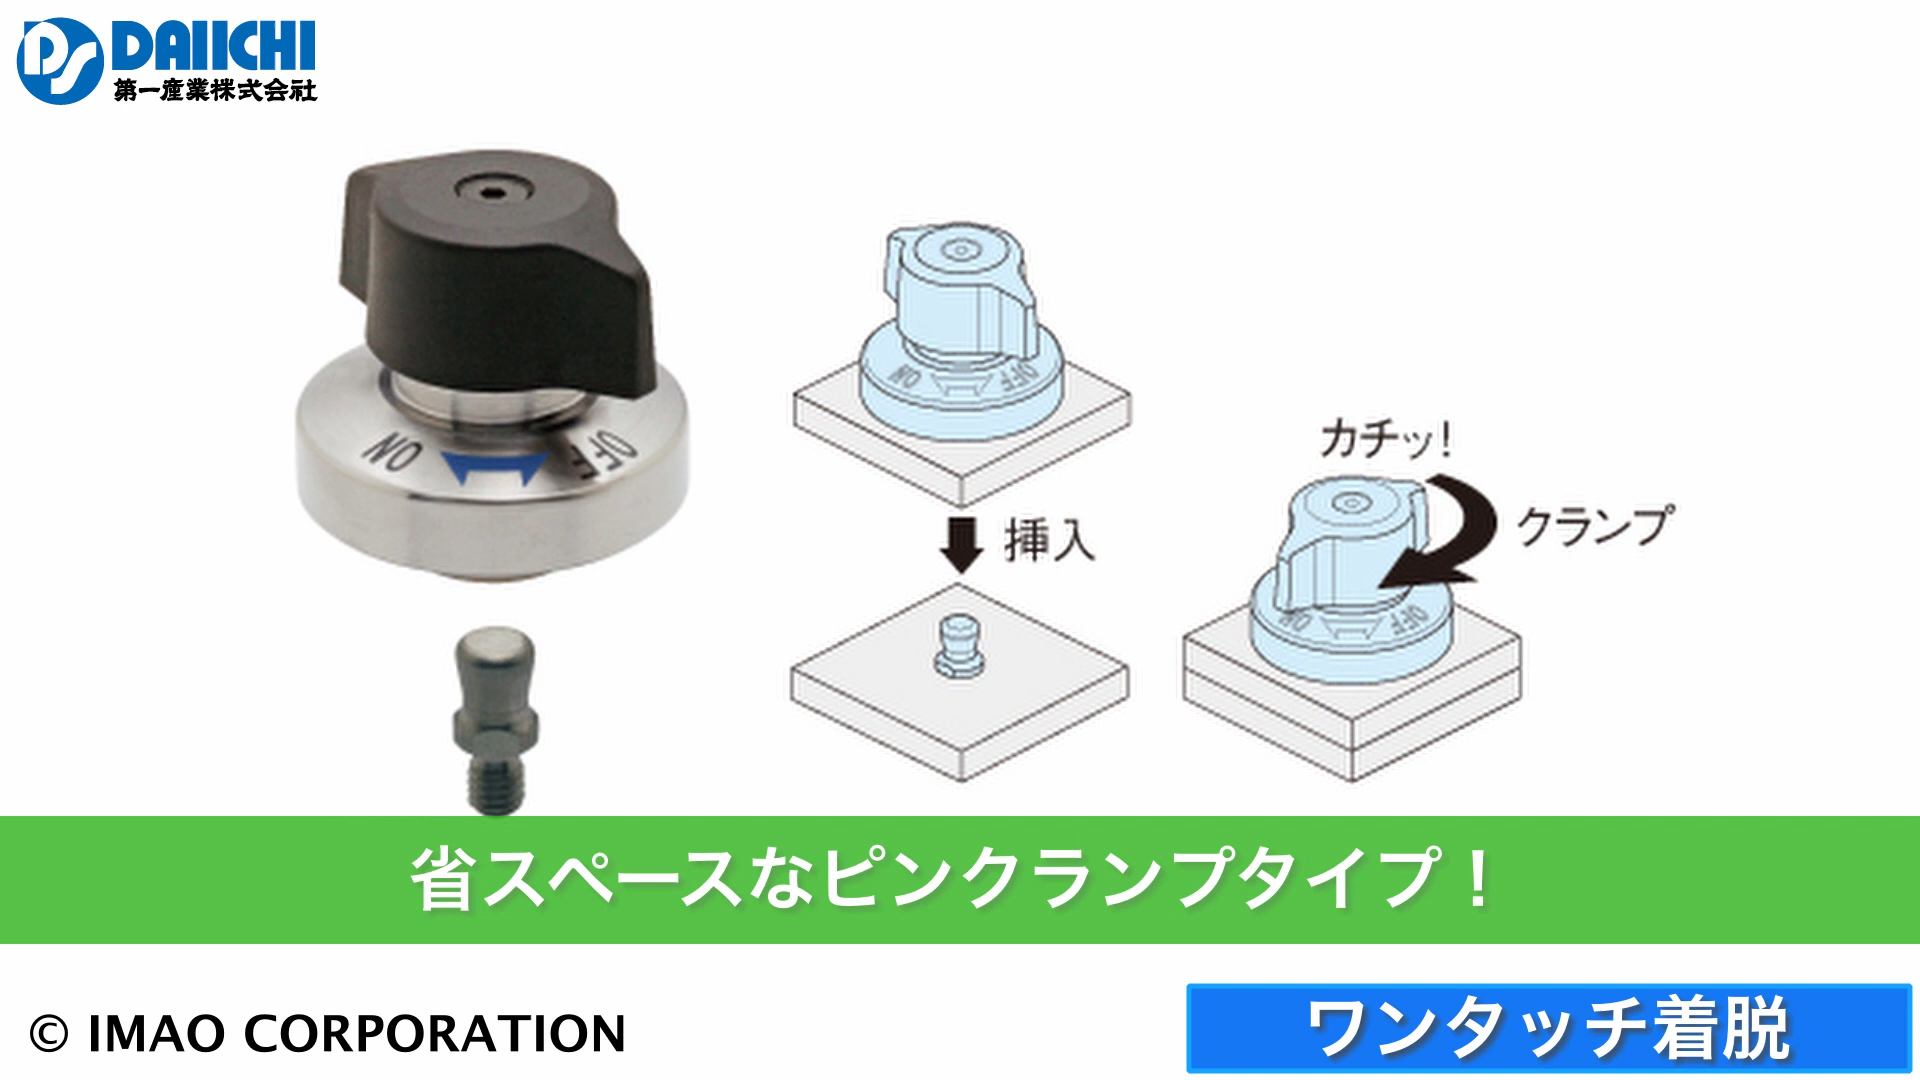 DS DAIICHI
第一産業株式会社
ON OFF
ON OFF
挿入
カチッ!
クランプ
ON OFF
省スペースなピンクランプタイプ！
© IMAO CORPORATION
ワンタッチ着脱